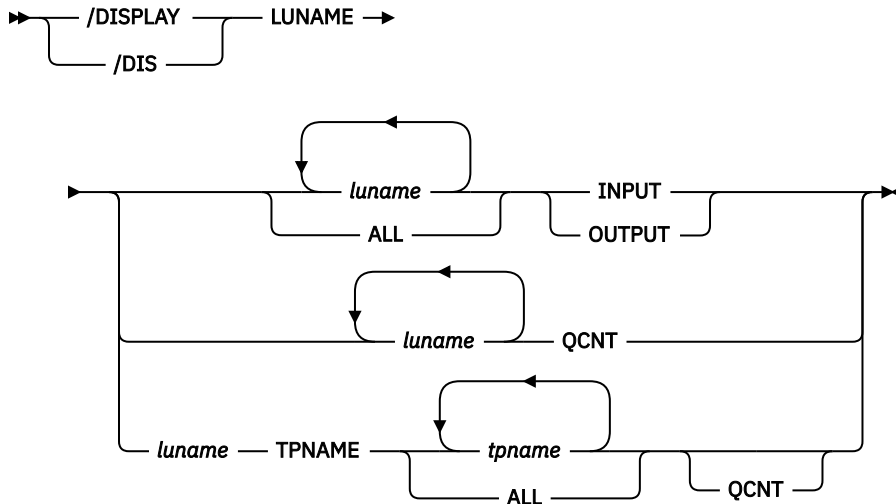 /DISPLAY LUNAME
/DIS
luname INPUT
ALL OUTPUT
luname QCNT
luname TPNAME tpname
ALL QCNT